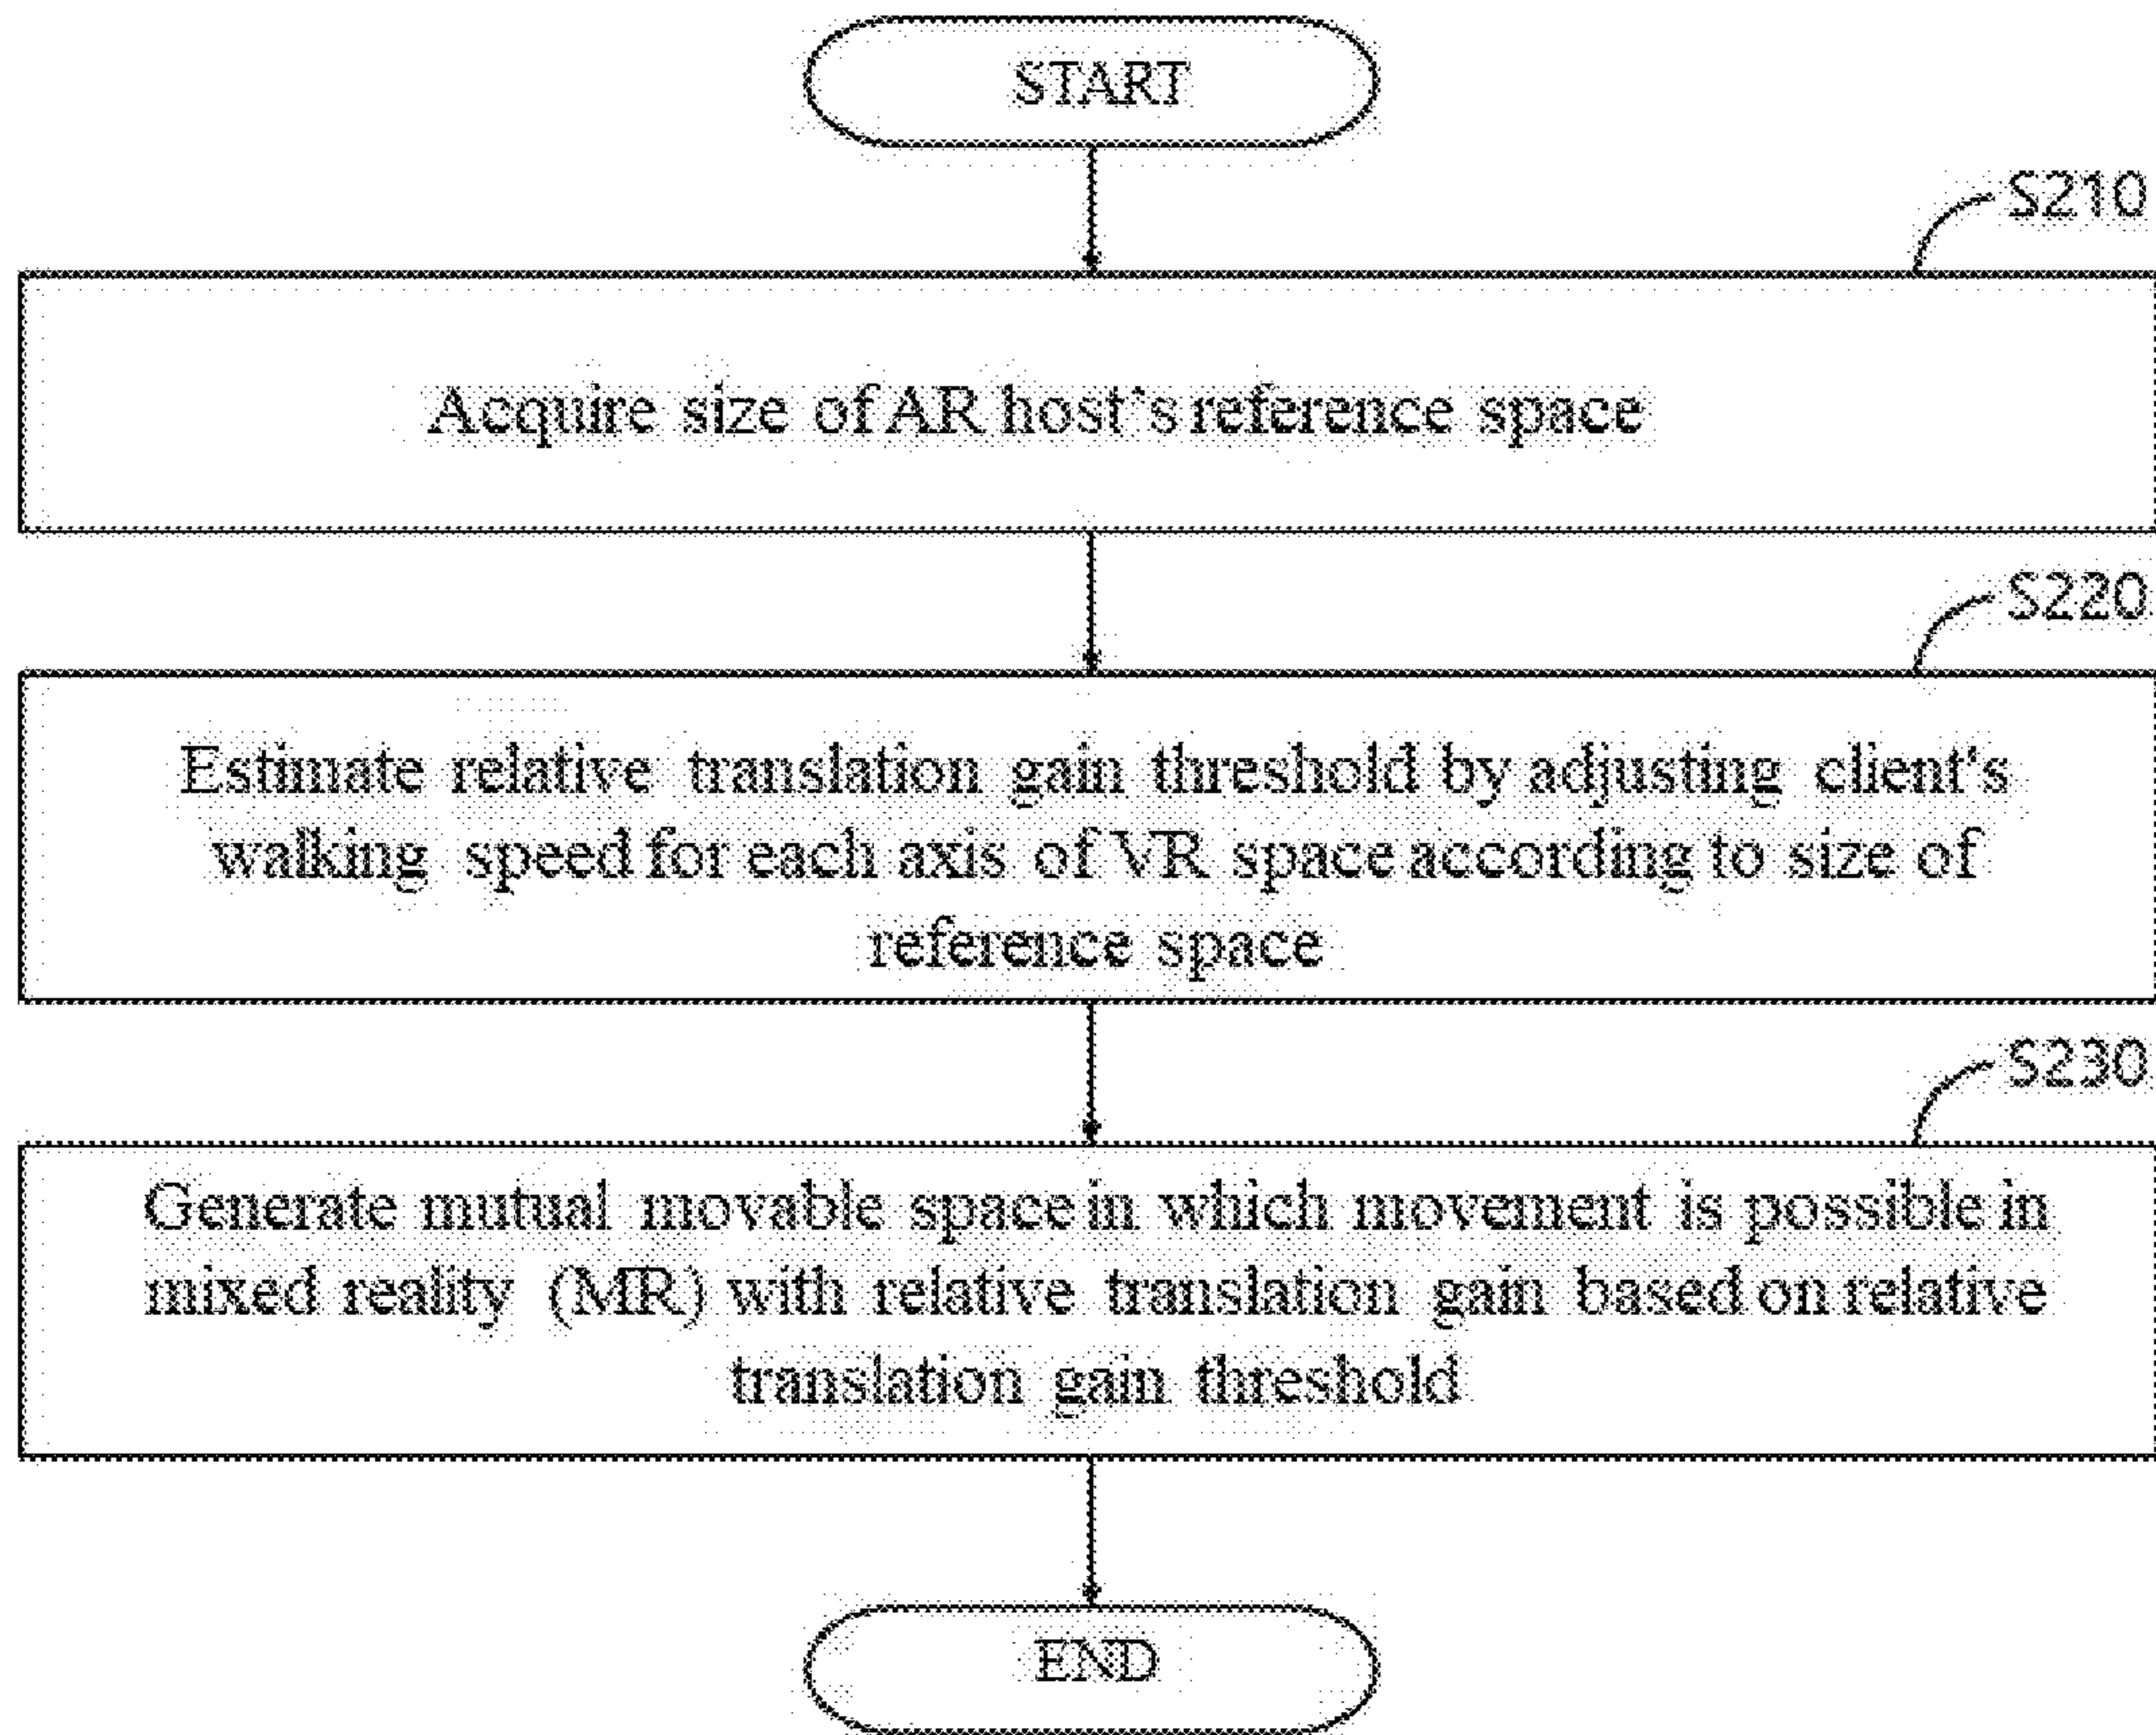 START
S210
Acquire size of AR host's reference space
S220
Estimate relative translation gain threshold by adjusting client's
walking speed for each axis of VR space according to size of
reference space
S230
Generate mutual movable space in which movement is possible in
mixed reality (MR) with relative translation gain based on relative
translation gain threshold
END